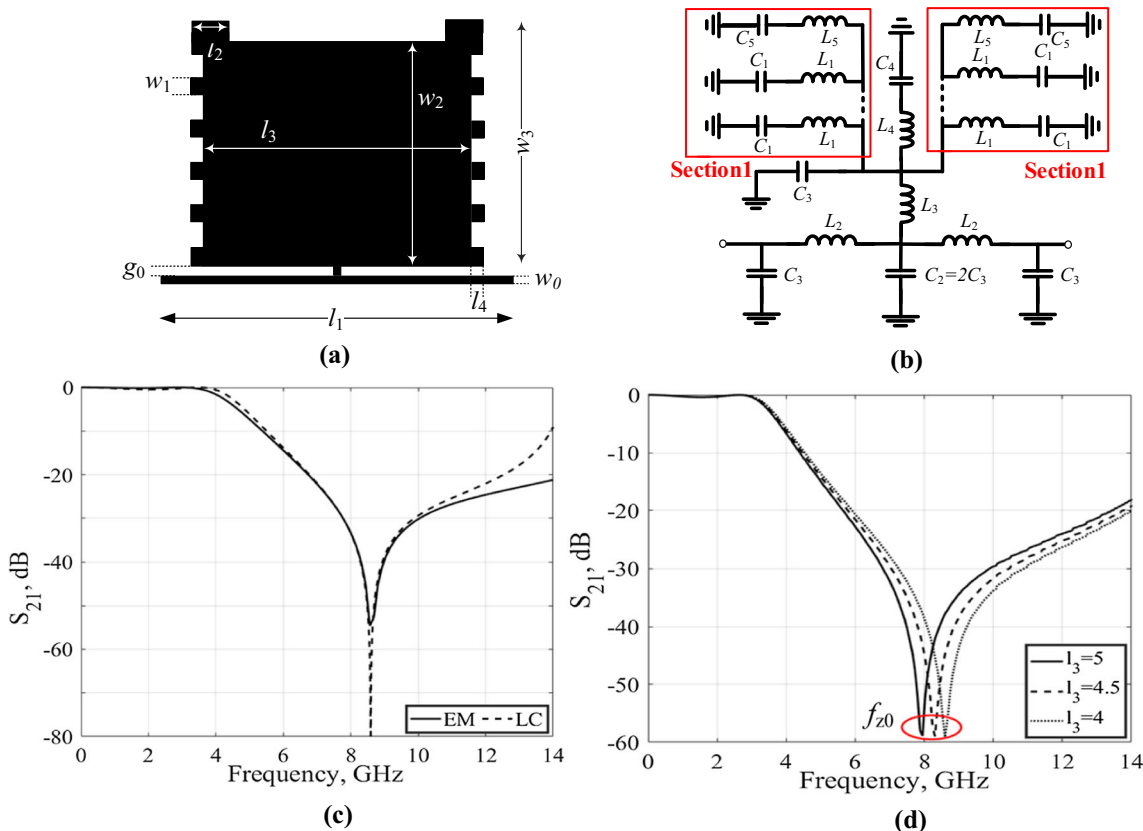 l2
w1
l3
w2
w3
g0
l4
w0
l1
(a)
C5 L5
C1 L1
C1 L1
Section1
C4
L4
L5 C5
L1 C1
L1 C1
Section1
C3
L3
L2 L2
C3
C2=2C3
C3
(b)
S21, dB
0
-20
-40
-60
-80
0 2 4 6 8 10 12 14
Frequency, GHz
EM LC
(c)
S21, dB
0
-10
-20
-30
-40
-50
-60
0 2 4 6 8 10 12 14
Frequency, GHz
fz0
l3=5
l3=4.5
l3=4
(d)